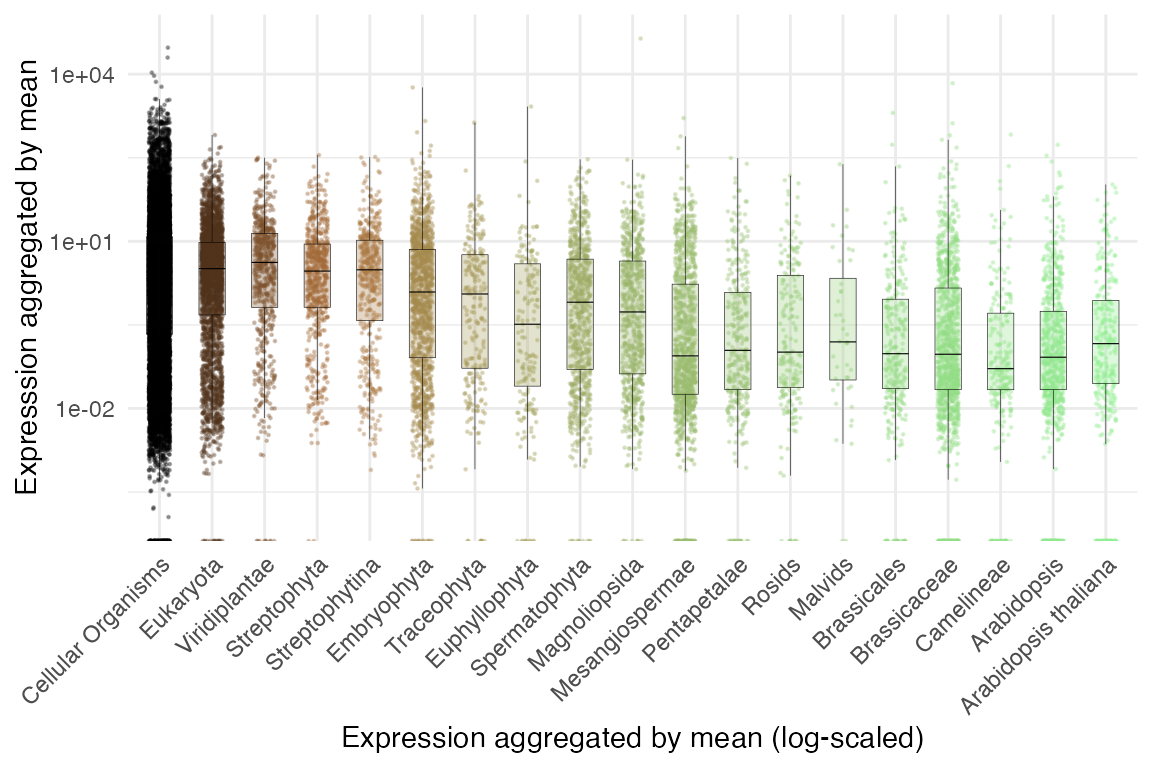 Expression aggregated by mean
1e+04
1e+01
1e-02
Cellular Organisms
Eukaryota
Viridiplantae
Streptophyta
Streptophytina
Embryophyta
Traceophyta
Euphyllophyta
Spermatophyta
Magnoliopsida
Mesangiospermae
Pentapetalae
Rosids
Malvids
Brassicales
Brassicaceae
Camelineae
Arabidopsis
Arabidopsis thaliana
Expression aggregated by mean (log-scaled)